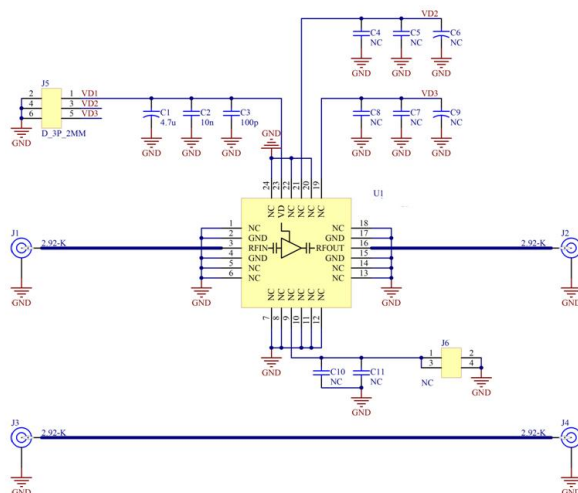 VD2
C4
NC
C5
NC
C6
NC
GND
GND
GND
J5
2
1
VD1
4
3
VD2
6
5
VD3
D_3P_2MM
GND
C1
4.7u
C2
10n
C3
100p
GND
GND
GND
GND
VD3
C8
NC
C7
NC
C9
NC
GND
GND
GND
24
23
22
21
20
19
U1
NC
VD
NC
NC
NC
NC
1
NC
NC
18
2
GND
GND
17
J1
2.92-K
3
RFIN
RFOUT
16
2.92-K
J2
4
GND
GND
15
5
NC
NC
14
6
NC
NC
13
GND
GND
GND
GND
NC
NC
NC
NC
NC
NC
7
8
9
10
11
12
GND
C10
NC
C11
NC
GND
J6
1
2
3
4
NC
GND
J3
2.92-K
2.92-K
J4
GND
GND